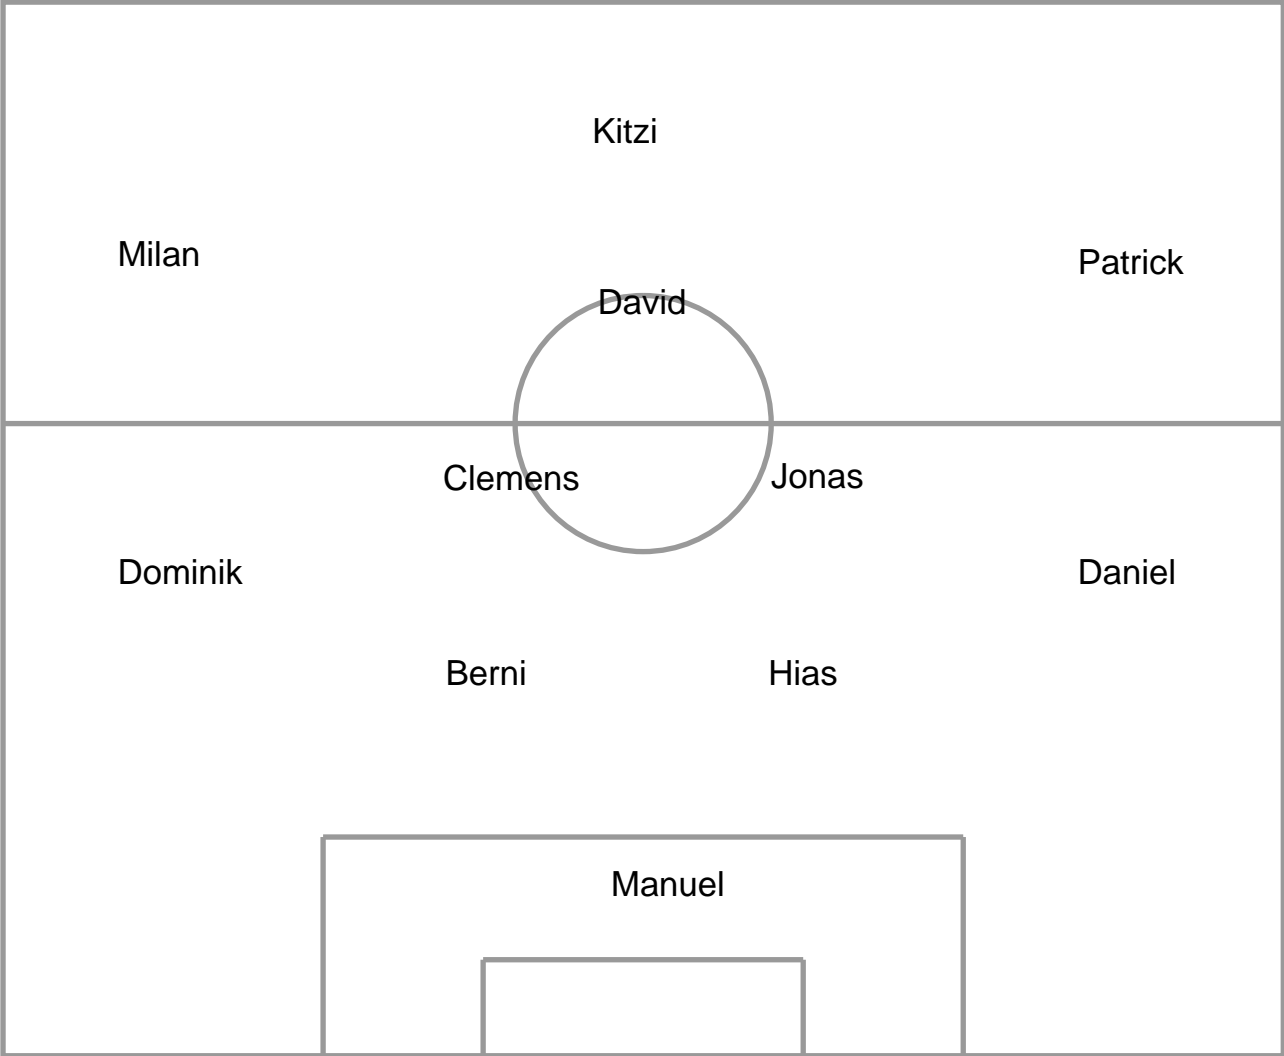 Kitzi
Milan
Patrick
David
Clemens
Jonas
Dominik
Daniel
Berni
Hias
Manuel